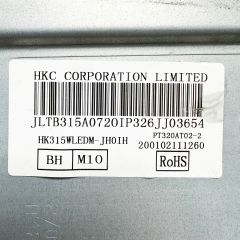 HKC CORPORATION LIMITED
JLTB315A0720IP326JJ03654
HK315WLEDM-JH0IH PT320AT02-2
BH M10 200102111260
RoHS